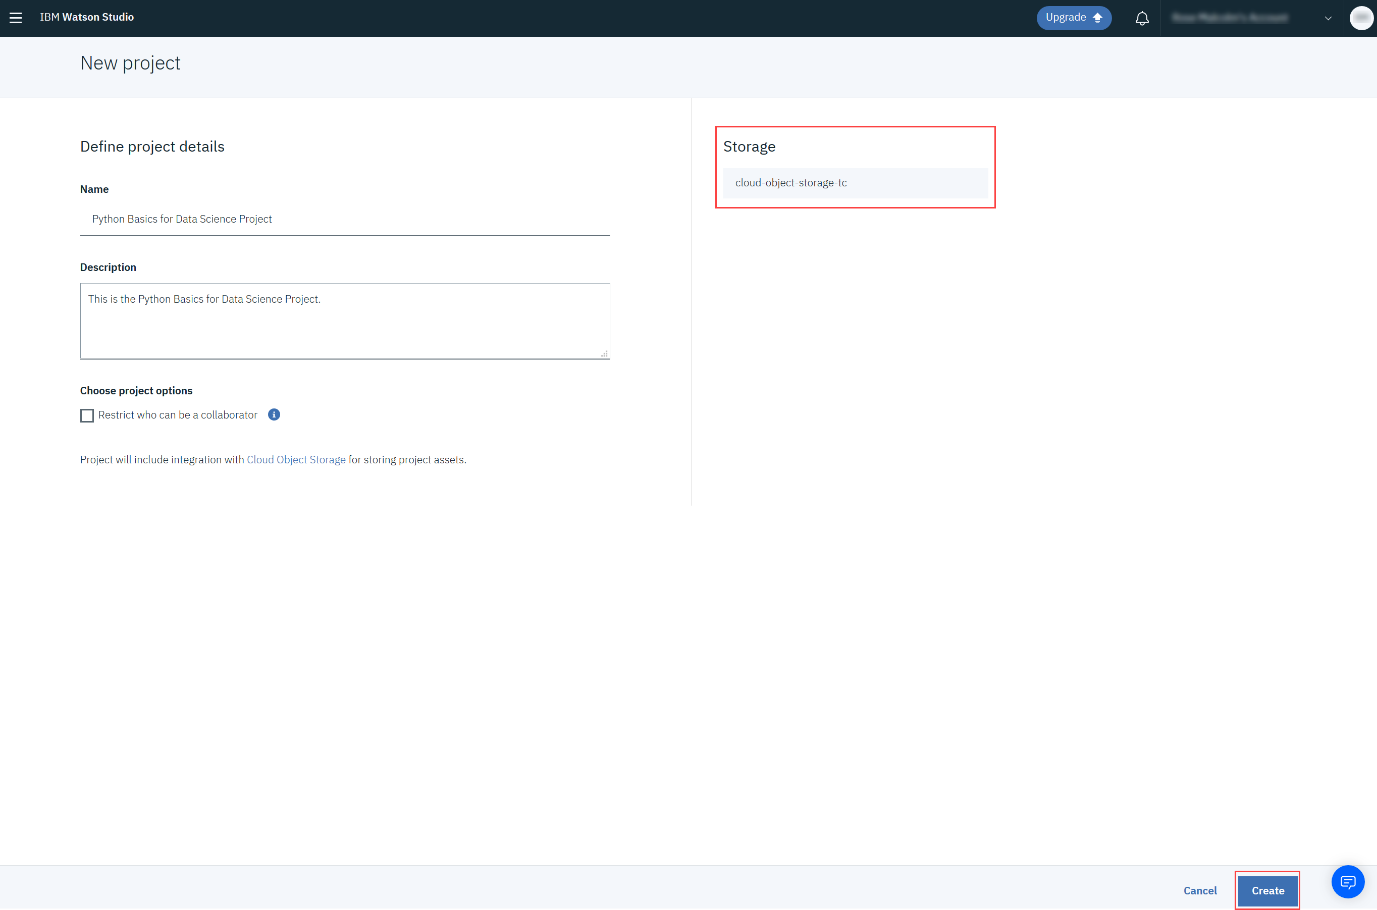 IBM Watson Studio
Upgrade
New project
Define project details
Name
Python Basics for Data Science Project
Description
This is the Python Basics for Data Science Project.
Choose project options
Restrict who can be a collaborator
Project will include integration with Cloud Object Storage for storing project assets.
Storage
cloud-object-storage-tc
Cancel
Create